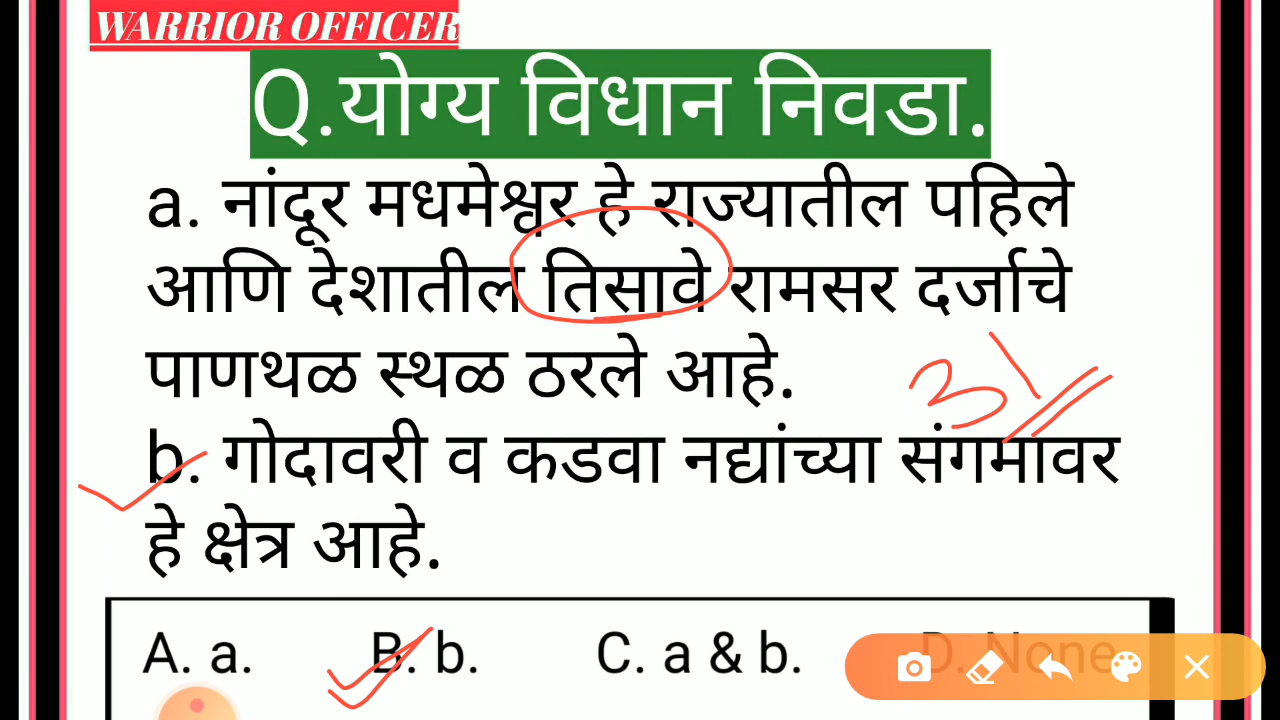 WARRIOR OFFICER
Q.योग्य विधान निवडा.
a. नांदूर मधमेश्वर हे राज्यातील पहिले
आणि देशातील तिसावे रामसर दर्जाचे
पाणथळ स्थळ ठरले आहे.
31
b. गोदावरी व कडवा नद्यांच्या संगमावर
हे क्षेत्र आहे.
A. a. B. b. C. a & b. D. None